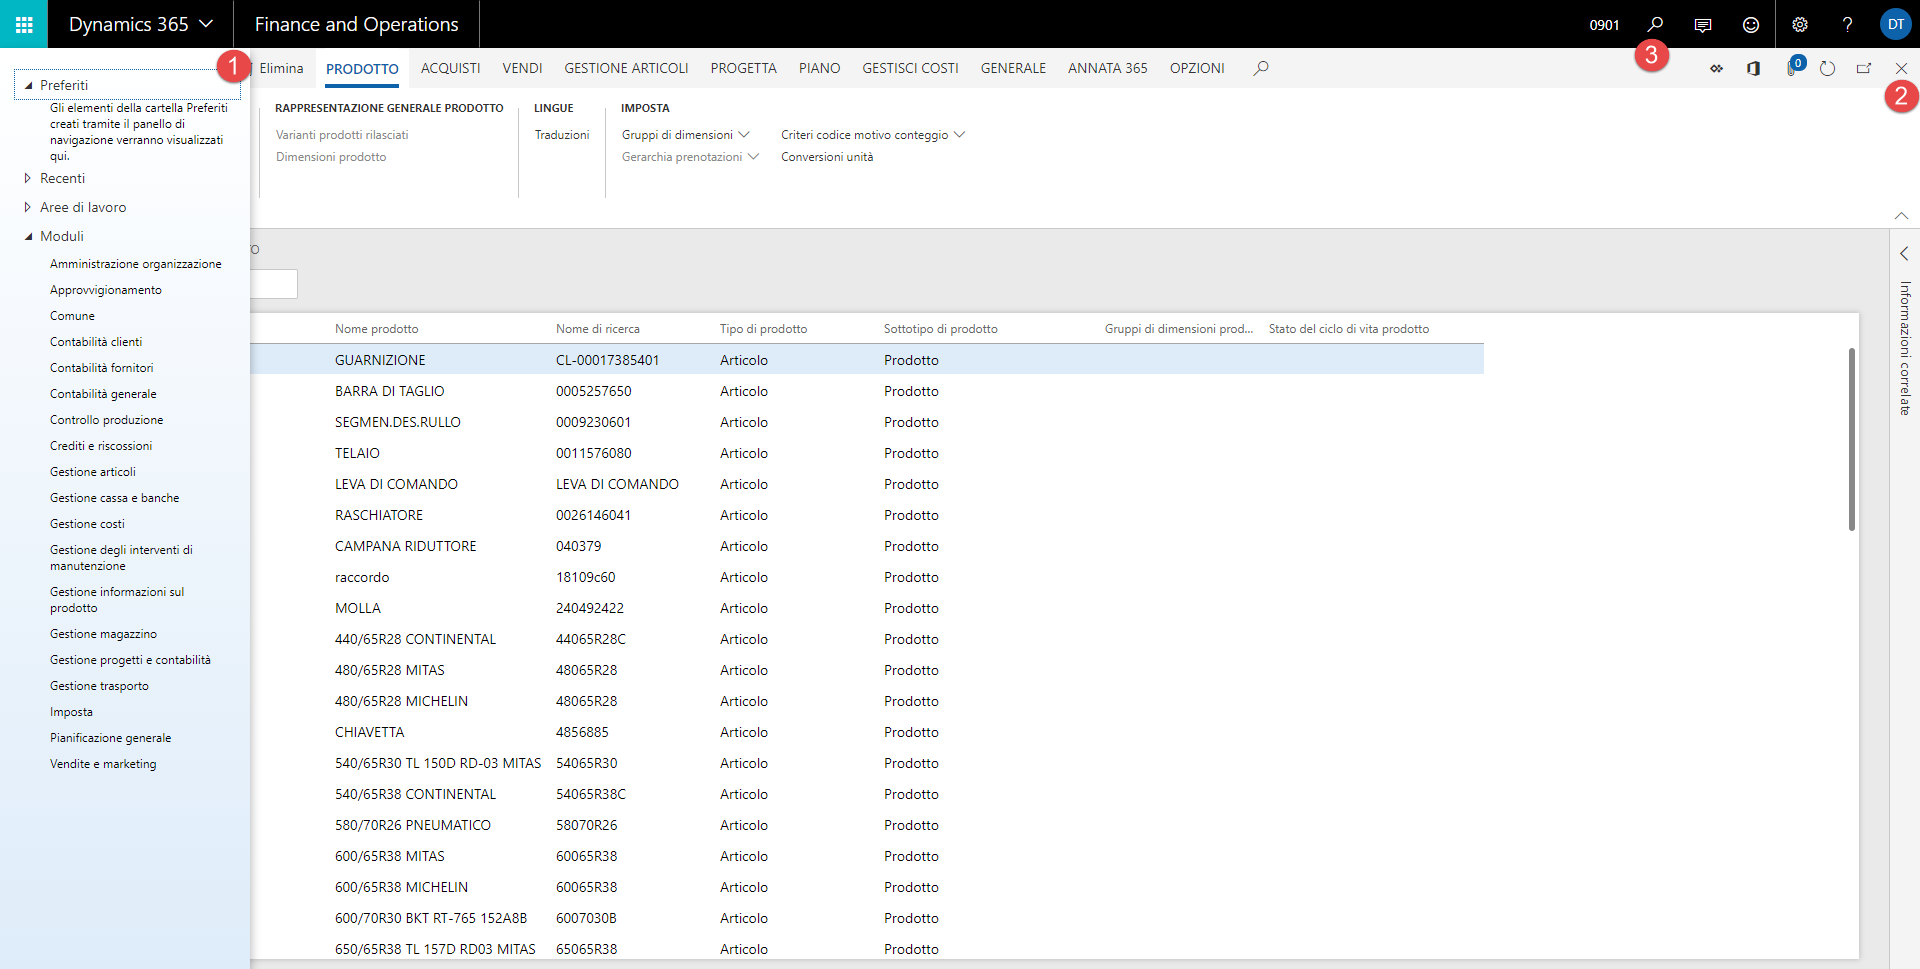 Dynamics 365 Finance and Operations 0901 ? DT
1 Elimina PRODOTTO ACQUISTI VENDI GESTIONE ARTICOLI PROGETTA PIANO GESTISCI COSTI GENERALE ANNATA 365 OPZIONI 3 0 2
Preferiti
Gli elementi della cartella Preferiti
creati tramite il panello di
navigazione verranno visualizzati
qui.
Recenti
Aree di lavoro
Moduli
Amministrazione organizzazione
Approvvigionamento
Comune
Contabilità clienti
Contabilità fornitori
Contabilità generale
Controllo produzione
Crediti e riscossioni
Gestione articoli
Gestione cassa e banche
Gestione costi
Gestione degli interventi di
manutenzione
Gestione informazioni sul
prodotto
Gestione magazzino
Gestione progetti e contabilità
Gestione trasporto
Imposta
Pianificazione generale
Vendite e marketing
RAPPRESENTAZIONE GENERALE PRODOTTO
Varianti prodotti rilasciati
Dimensioni prodotto
LINGUE
Traduzioni
IMPOSTA
Gruppi di dimensioni
Gerarchia prenotazioni
Criteri codice motivo conteggio
Conversioni unità
Nome prodotto Nome di ricerca Tipo di prodotto Sottotipo di prodotto Gruppi di dimensioni prod... Stato del ciclo di vita prodotto
GUARNIZIONE CL-00017385401 Articolo Prodotto
BARRA DI TAGLIO 0005257650 Articolo Prodotto
SEGMEN.DES.RULLO 0009230601 Articolo Prodotto
TELAIO 0011576080 Articolo Prodotto
LEVA DI COMANDO LEVA DI COMANDO Articolo Prodotto
RASCHIATORE 0026146041 Articolo Prodotto
CAMPANA RIDUTTORE 040379 Articolo Prodotto
raccordo 18109c60 Articolo Prodotto
MOLLA 240492422 Articolo Prodotto
440/65R28 CONTINENTAL 44065R28C Articolo Prodotto
480/65R28 MITAS 48065R28 Articolo Prodotto
480/65R28 MICHELIN 48065R28 Articolo Prodotto
CHIAVETTA 4856885 Articolo Prodotto
540/65R30 TL 150D RD-03 MITAS 54065R30 Articolo Prodotto
540/65R38 CONTINENTAL 54065R38C Articolo Prodotto
580/70R26 PNEUMATICO 58070R26 Articolo Prodotto
600/65R38 MITAS 60065R38 Articolo Prodotto
600/65R38 MICHELIN 60065R38 Articolo Prodotto
600/70R30 BKT RT-765 152A8B 6007030B Articolo Prodotto
650/65R38 TL 157D RD03 MITAS 65065R38 Articolo Prodotto
Informazioni correlate